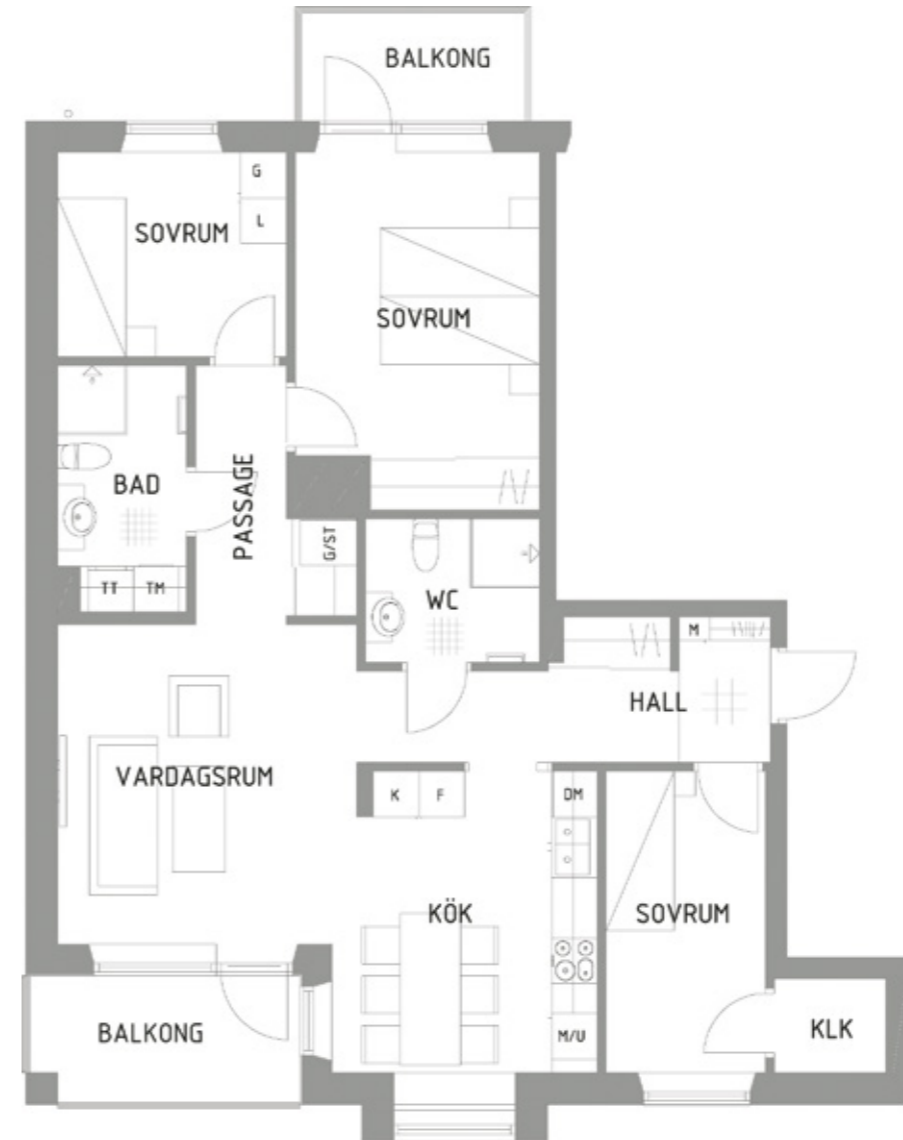 BALKONG
G
L
SOVRUM
SOVRUM
BAD
PASSAGE
G/ST
TT TM
WC
M
HALL
VARDAGSRUM
K F
DM
KÖK
SOVRUM
BALKONG
M/U
KLK